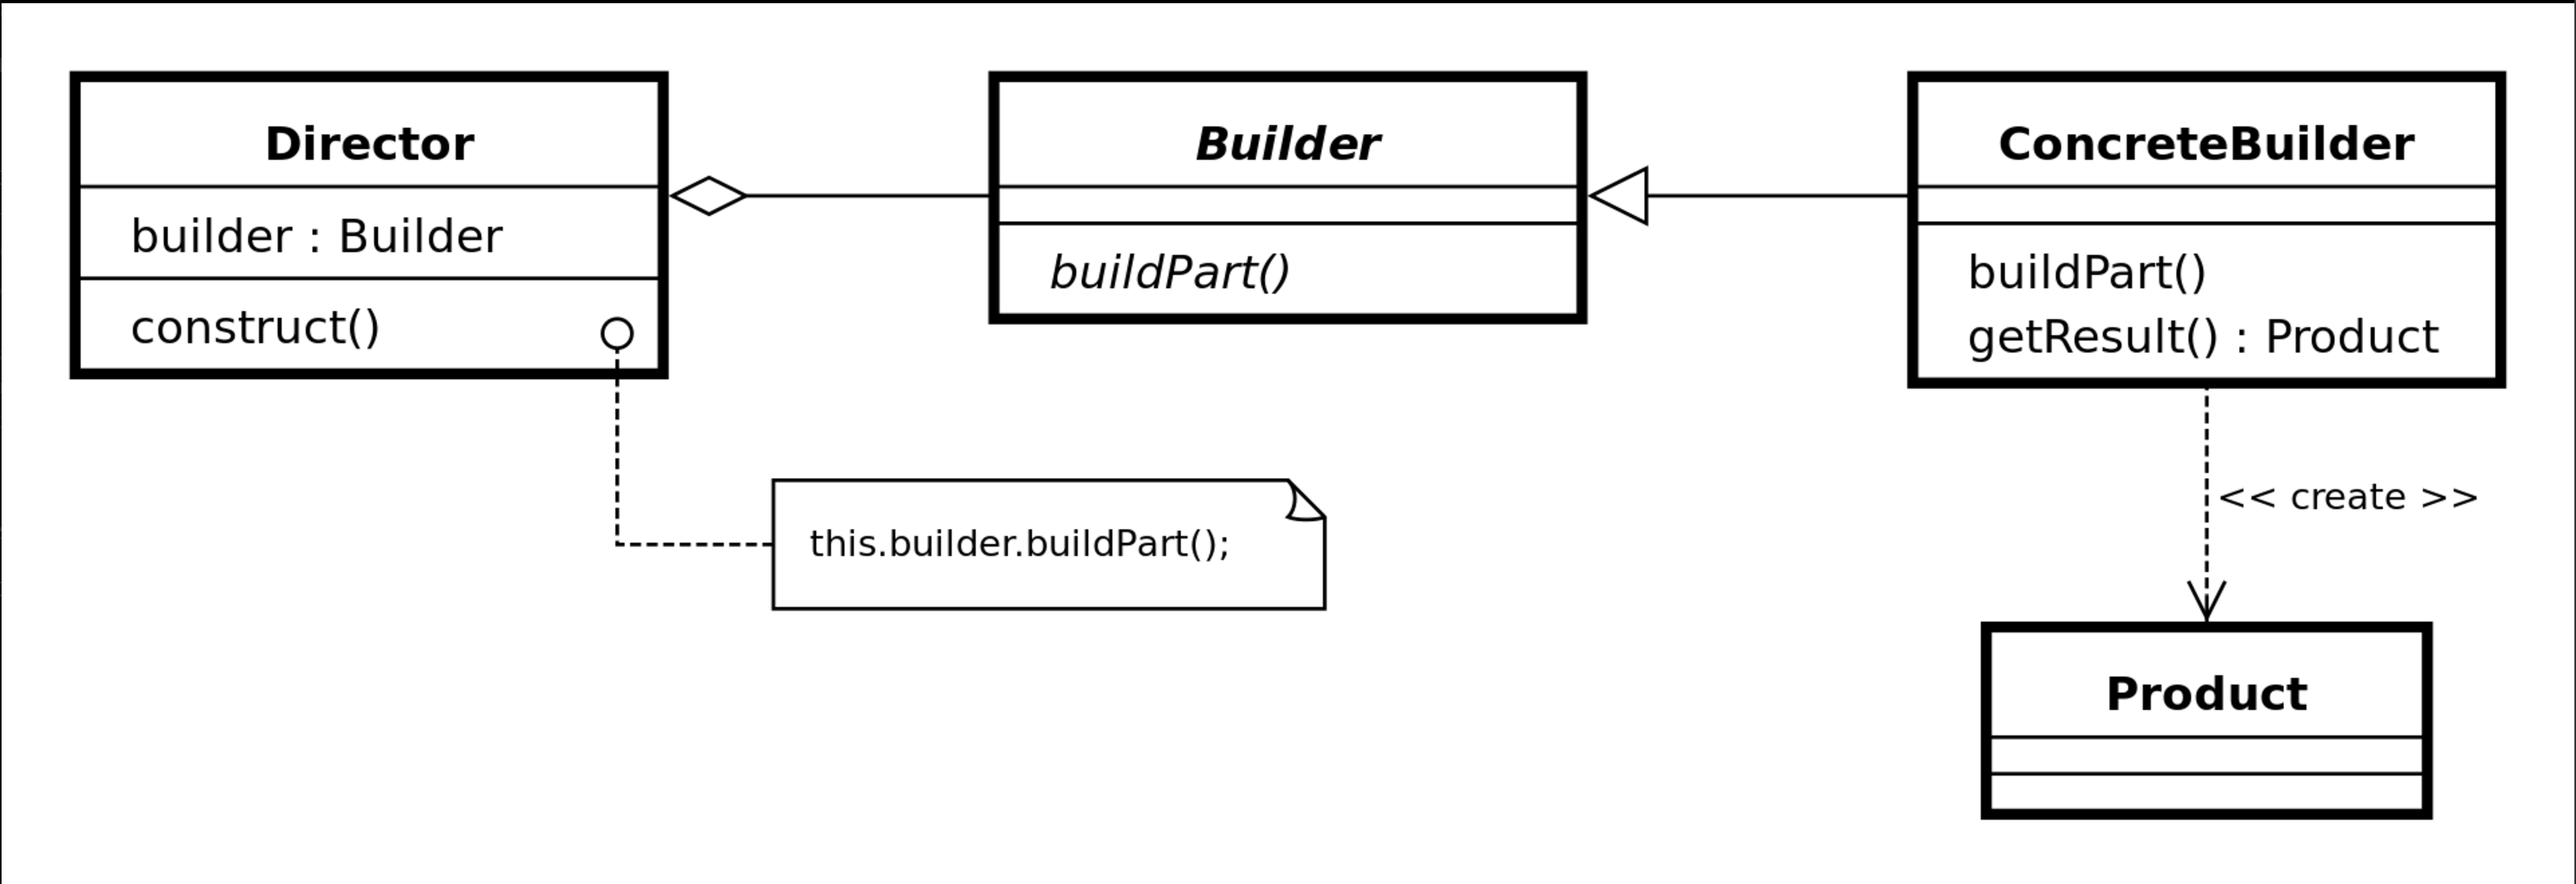 Director
builder : Builder
construct()
Builder
buildPart()
ConcreteBuilder
buildPart()
getResult() : Product
this.builder.buildPart();
<< create >>
Product